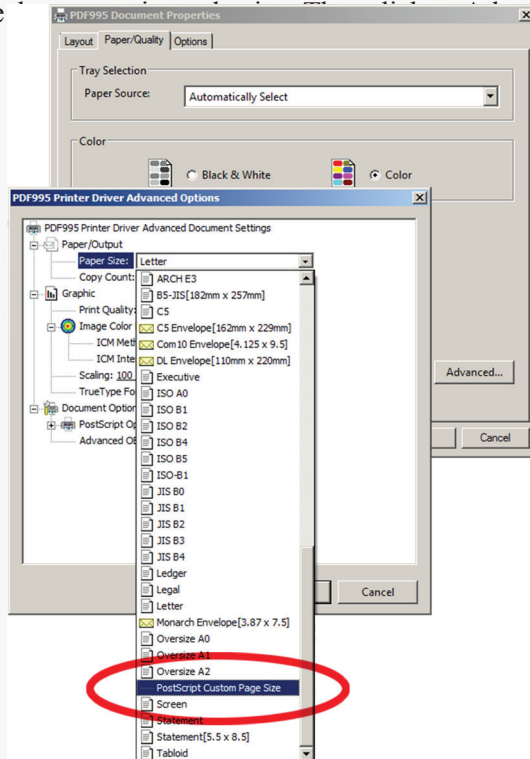 PDF995 Document Properties
Layout Paper/Quality Options
Tray Selection
Paper Source: Automatically Select
Color
Black & White Color
PDF995 Printer Driver Advanced Options
PDF995 Printer Driver Advanced Document Settings
Paper/Output
Paper Size: Letter
Copy Count: ARCH E3
B5-JIS[182mm x 257mm]
Graphic C5
Print Quality: C5 Envelope[162mm x 229mm]
Image Color Com10 Envelope[4.125 x 9.5]
ICM DL Envelope[110mm x 220mm]
ICM Executive
Scaling: 100 ISO A0
TrueType ISO B1
Document ISO B2
PostScript ISO B4
Advanced ISO B5
ISO-B1
JIS B0
JIS B1
JIS B2
JIS B3
JIS B4
Ledger
Legal
Letter
Monarch Envelope[3.87 x 7.5]
Oversize A0
Oversize A1
Oversize A2
PostScript Custom Page Size
Screen
Statement
Statement[5.5 x 8.5]
Tabloid
Advanced...
Cancel
Cancel